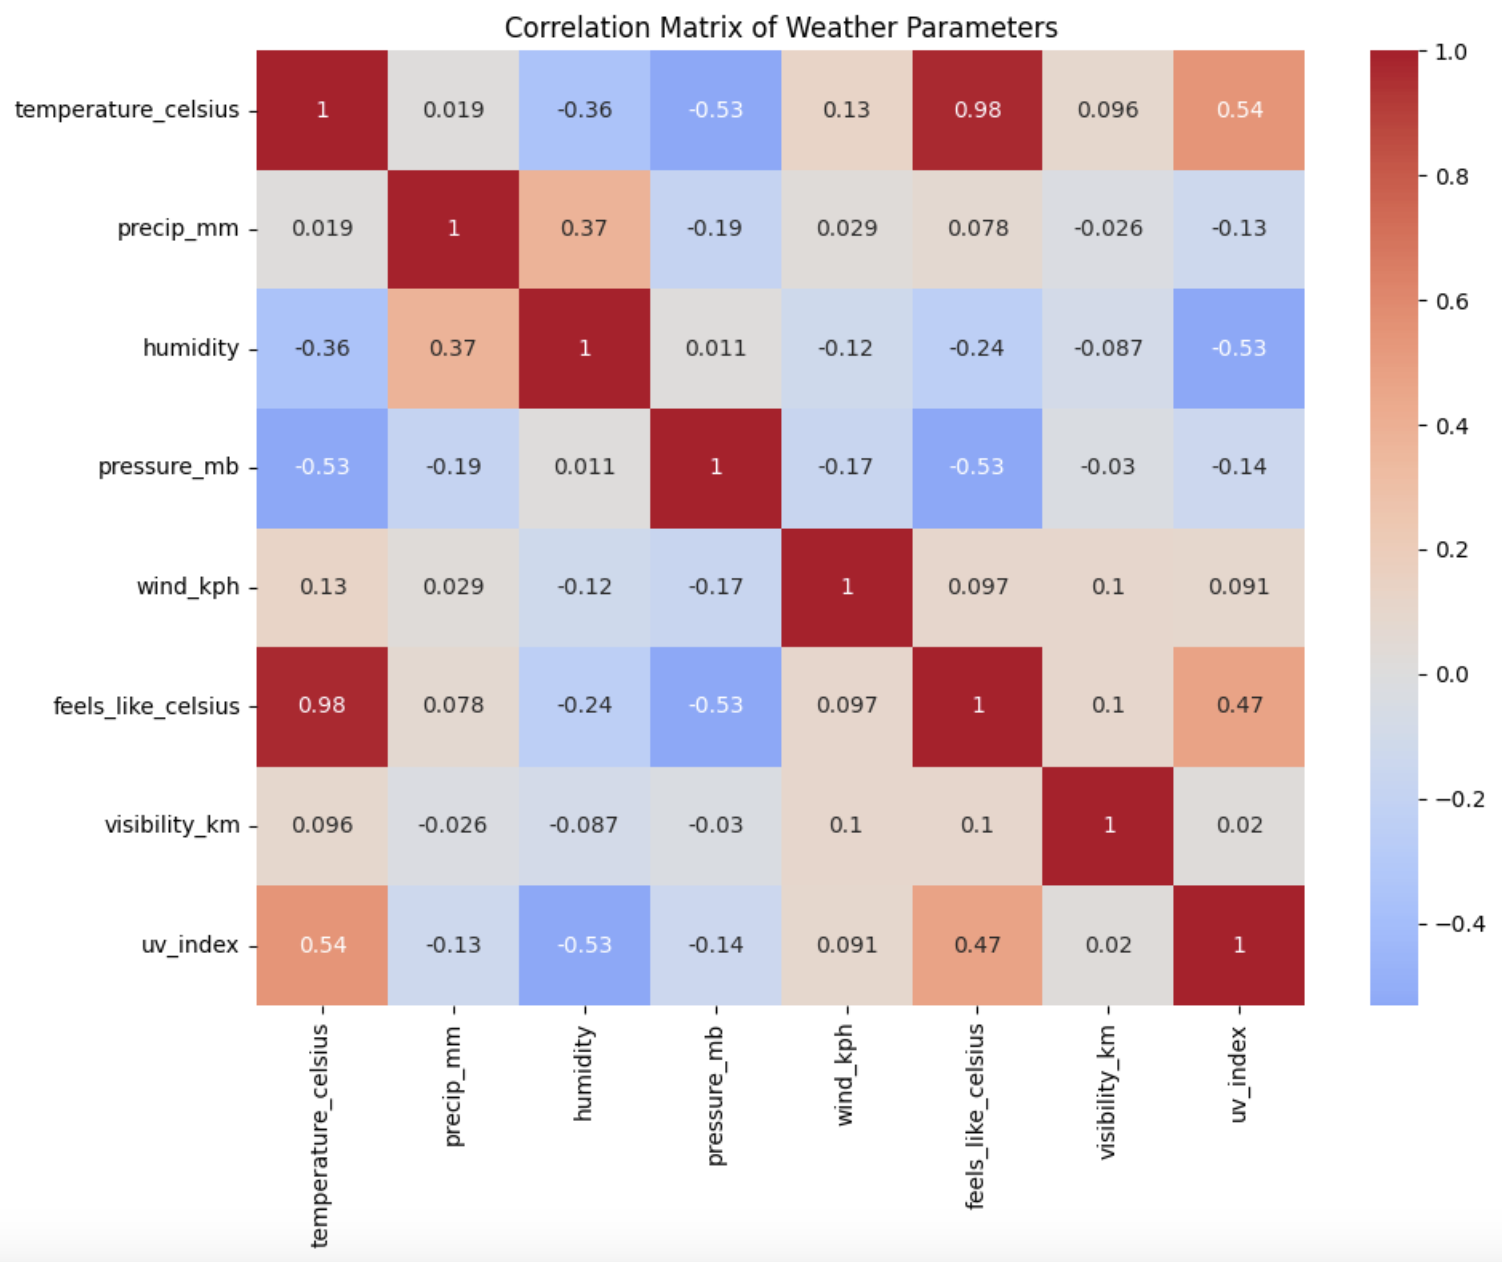 Correlation Matrix of Weather Parameters
temperature_celsius 1 0.019 -0.36 -0.53 0.13 0.98 0.096 0.54
precip_mm 0.019 1 0.37 -0.19 0.029 0.078 -0.026 -0.13
humidity -0.36 0.37 1 0.011 -0.12 -0.24 -0.087 -0.53
pressure_mb -0.53 -0.19 0.011 1 -0.17 -0.53 -0.03 -0.14
wind_kph 0.13 0.029 -0.12 -0.17 1 0.097 0.1 0.091
feels_like_celsius 0.98 0.078 -0.24 -0.53 0.097 1 0.1 0.47
visibility_km 0.096 -0.026 -0.087 -0.03 0.1 0.1 1 0.02
uv_index 0.54 -0.13 -0.53 -0.14 0.091 0.47 0.02 1
temperature_celsius
precip_mm
humidity
pressure_mb
wind_kph
feels_like_celsius
visibility_km
uv_index
1.0
0.8
0.6
0.4
0.2
0.0
−0.2
−0.4